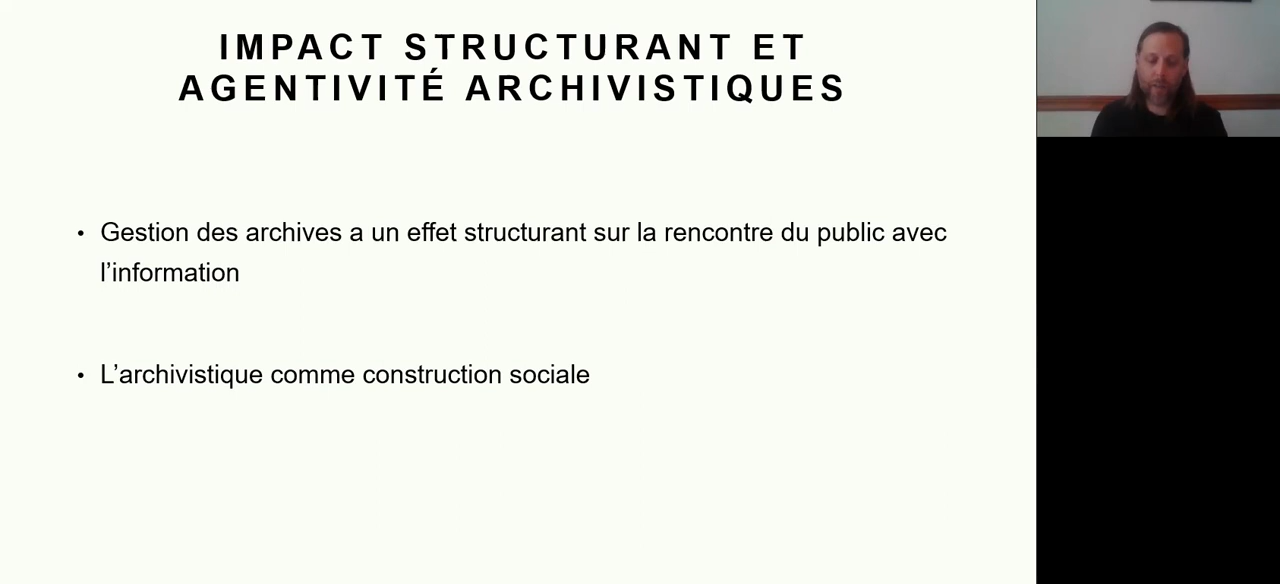 IMPACT STRUCTURANT ET
AGENTIVITÉ ARCHIVISTIQUES
• Gestion des archives a un effet structurant sur la rencontre du public avec
l’information
• L’archivistique comme construction sociale